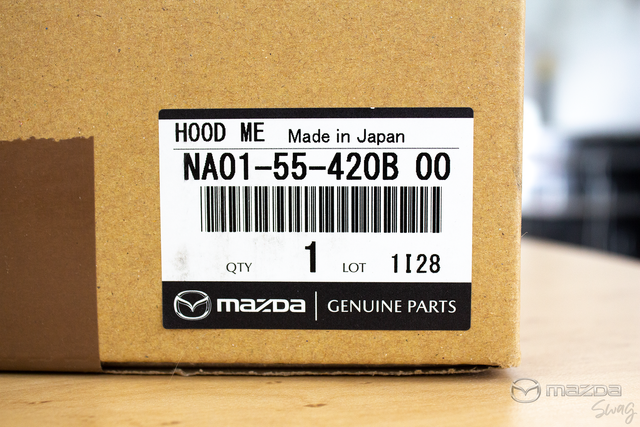 HOOD ME Made in Japan
NA01-55-420B 00
QTY 1 LOT 1I28
mazda GENUINE PARTS
mazda
Swag